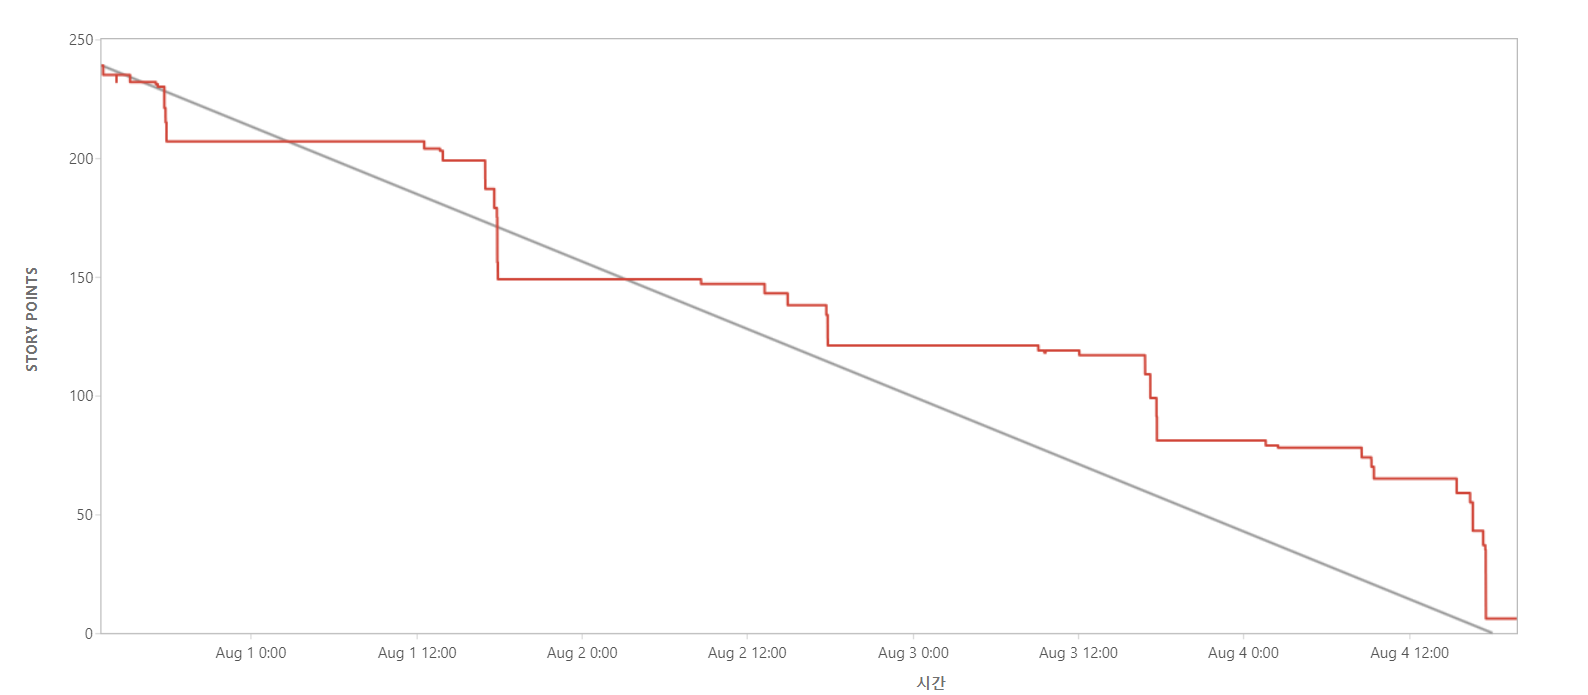 250
200
150
100
50
0
STORY POINTS
Aug 1 0:00
Aug 1 12:00
Aug 2 0:00
Aug 2 12:00
Aug 3 0:00
Aug 3 12:00
Aug 4 0:00
Aug 4 12:00
시간